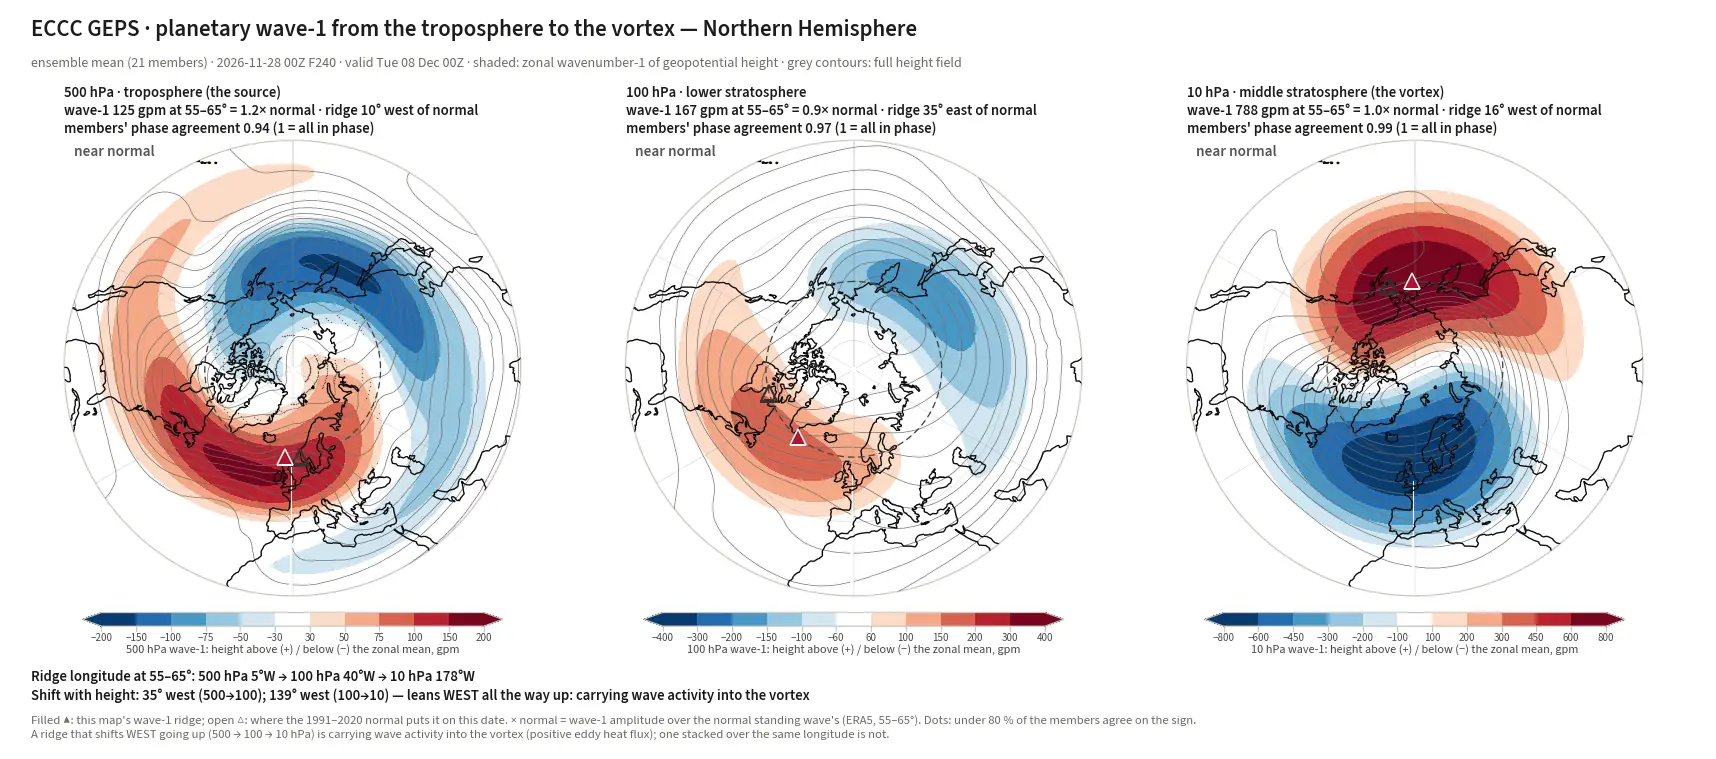 ECCC GEPS · planetary wave-1 from the troposphere to the vortex — Northern Hemisphere
ensemble mean (21 members) · 2026-11-28 00Z F240 · valid Tue 08 Dec 00Z · shaded: zonal wavenumber-1 of geopotential height · grey contours: full height field
500 hPa · troposphere (the source)
wave-1 125 gpm at 55–65° = 1.2× normal · ridge 10° west of normal
members' phase agreement 0.94 (1 = all in phase)
near normal
100 hPa · lower stratosphere
wave-1 167 gpm at 55–65° = 0.9× normal · ridge 35° east of normal
members' phase agreement 0.97 (1 = all in phase)
near normal
10 hPa · middle stratosphere (the vortex)
wave-1 788 gpm at 55–65° = 1.0× normal · ridge 16° west of normal
members' phase agreement 0.99 (1 = all in phase)
near normal
−200 −150 −100 −75 −50 −30 30 50 75 100 150 200
500 hPa wave-1: height above (+) / below (−) the zonal mean, gpm
−400 −300 −200 −150 −100 −60 60 100 150 200 300 400
100 hPa wave-1: height above (+) / below (−) the zonal mean, gpm
−800 −600 −450 −300 −200 −100 100 200 300 450 600 800
10 hPa wave-1: height above (+) / below (−) the zonal mean, gpm
Ridge longitude at 55–65°: 500 hPa 5°W → 100 hPa 40°W → 10 hPa 178°W
Shift with height: 35° west (500→100); 139° west (100→10) — leans WEST all the way up: carrying wave activity into the vortex
Filled ▲: this map's wave-1 ridge; open △: where the 1991–2020 normal puts it on this date. × normal = wave-1 amplitude over the normal standing wave's (ERA5, 55–65°). Dots: under 80 % of the members agree on the sign.
A ridge that shifts WEST going up (500 → 100 → 10 hPa) is carrying wave activity into the vortex (positive eddy heat flux); one stacked over the same longitude is not.